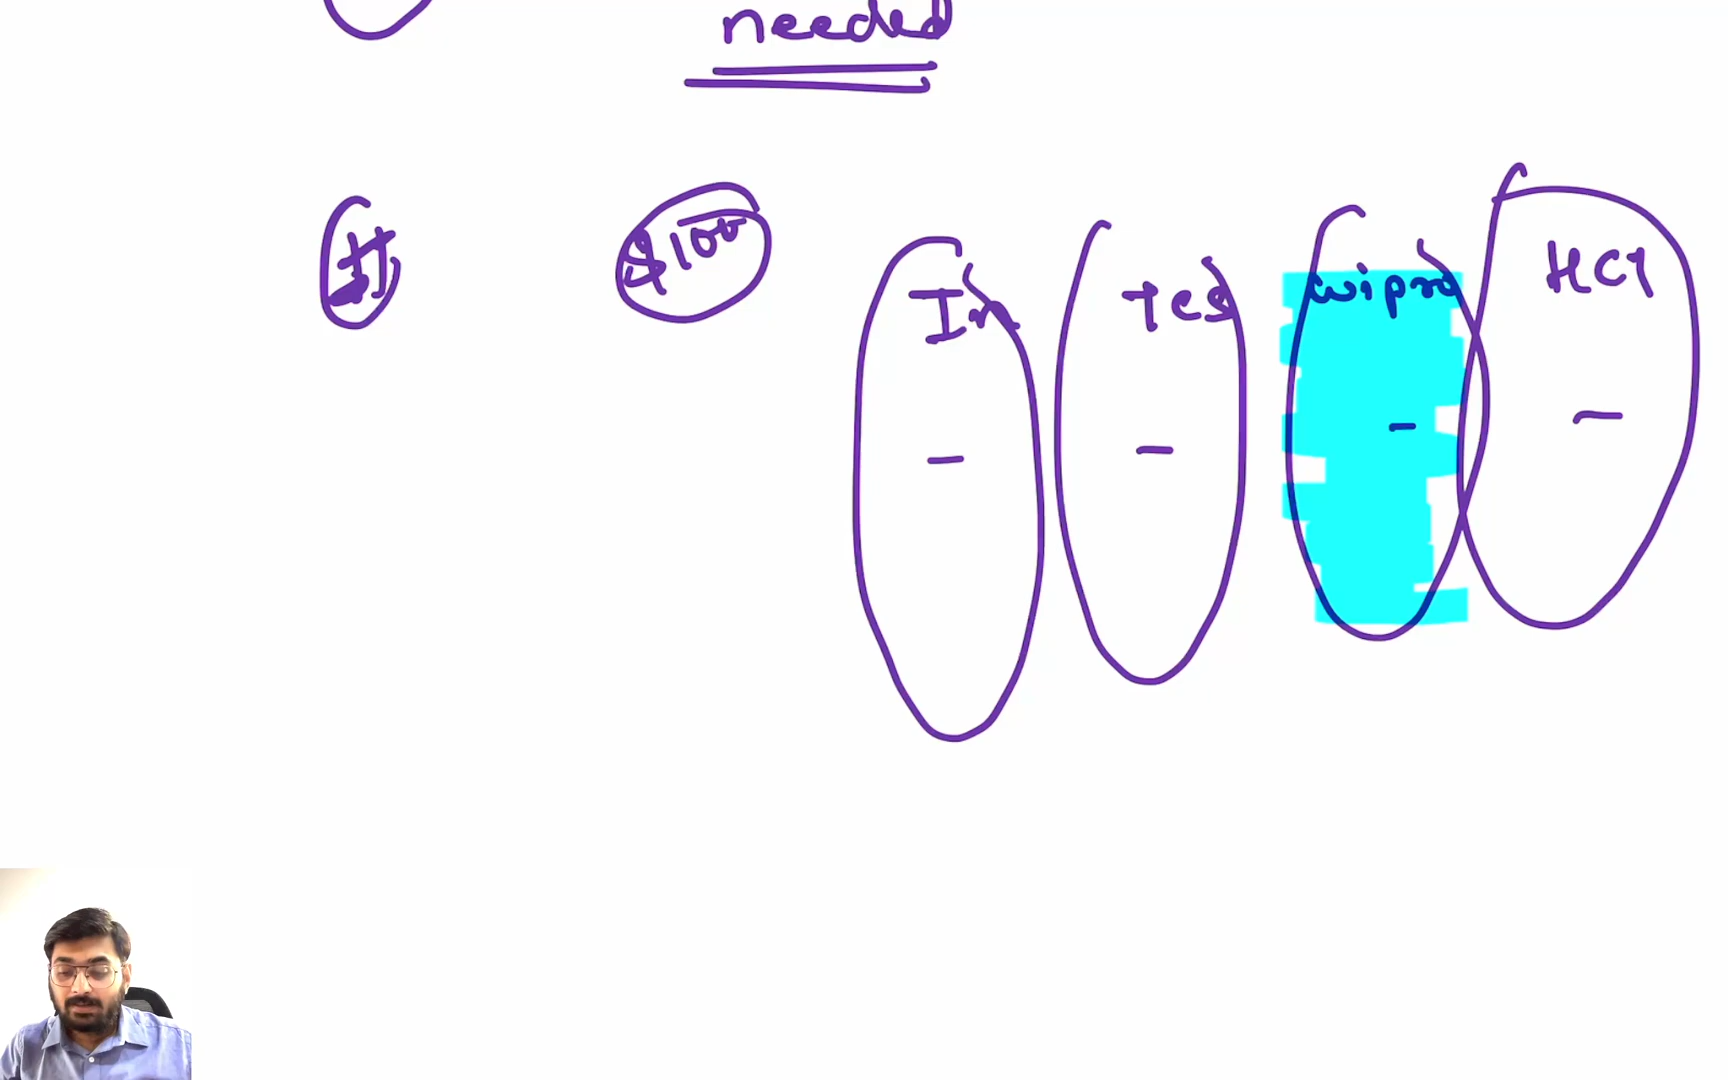 needed
$100 In Tcs wipro HCl
- - - -